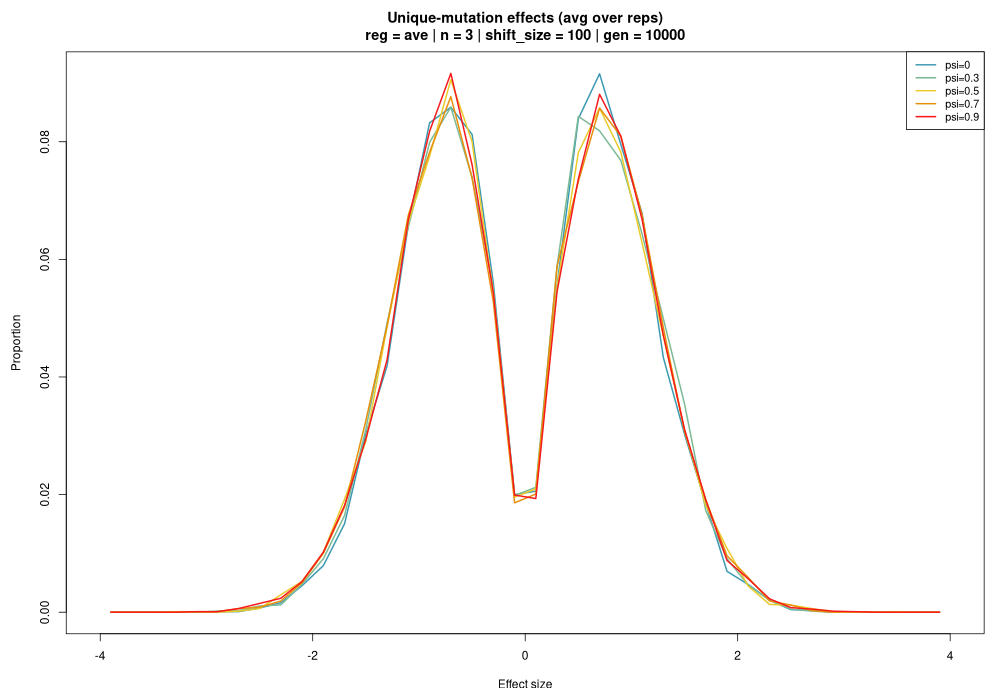 Unique-mutation effects (avg over reps)
reg = ave | n = 3 | shift_size = 100 | gen = 10000
psi=0
psi=0.3
psi=0.5
psi=0.7
psi=0.9
Proportion
0.08
0.06
0.04
0.02
0.00
-4
-2
0
2
4
Effect size